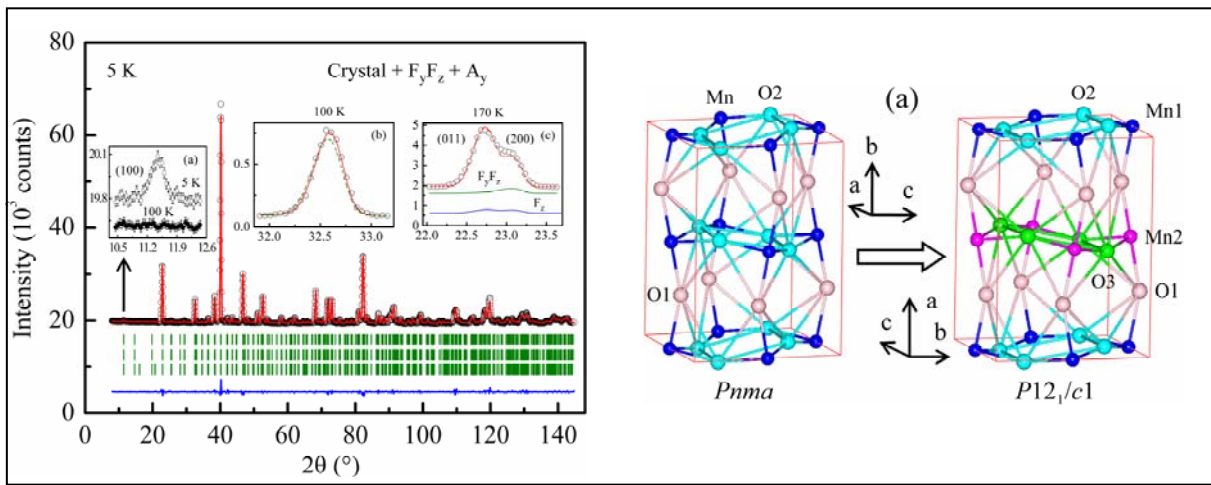 80
60
40
20
0
Intensity (10³ counts)
5 K
Crystal + FyFz + Ay
20.1
19.8
(100)
(a)
5 K
100 K
10.5 11.2 11.9 12.6
100 K
(b)
0.5
0.0
32.0 32.5 33.0
170 K
5
4
3
2
1
0
(011)
(200)
(c)
FyFz
Fz
22.0 22.5 23.0 23.5
0 20 40 60 80 100 120 140
2θ (°)
(a)
Mn
O2
O1
Pnma
b
a
c
a
c
b
O2
Mn1
Mn2
O3
O1
P12₁/c1